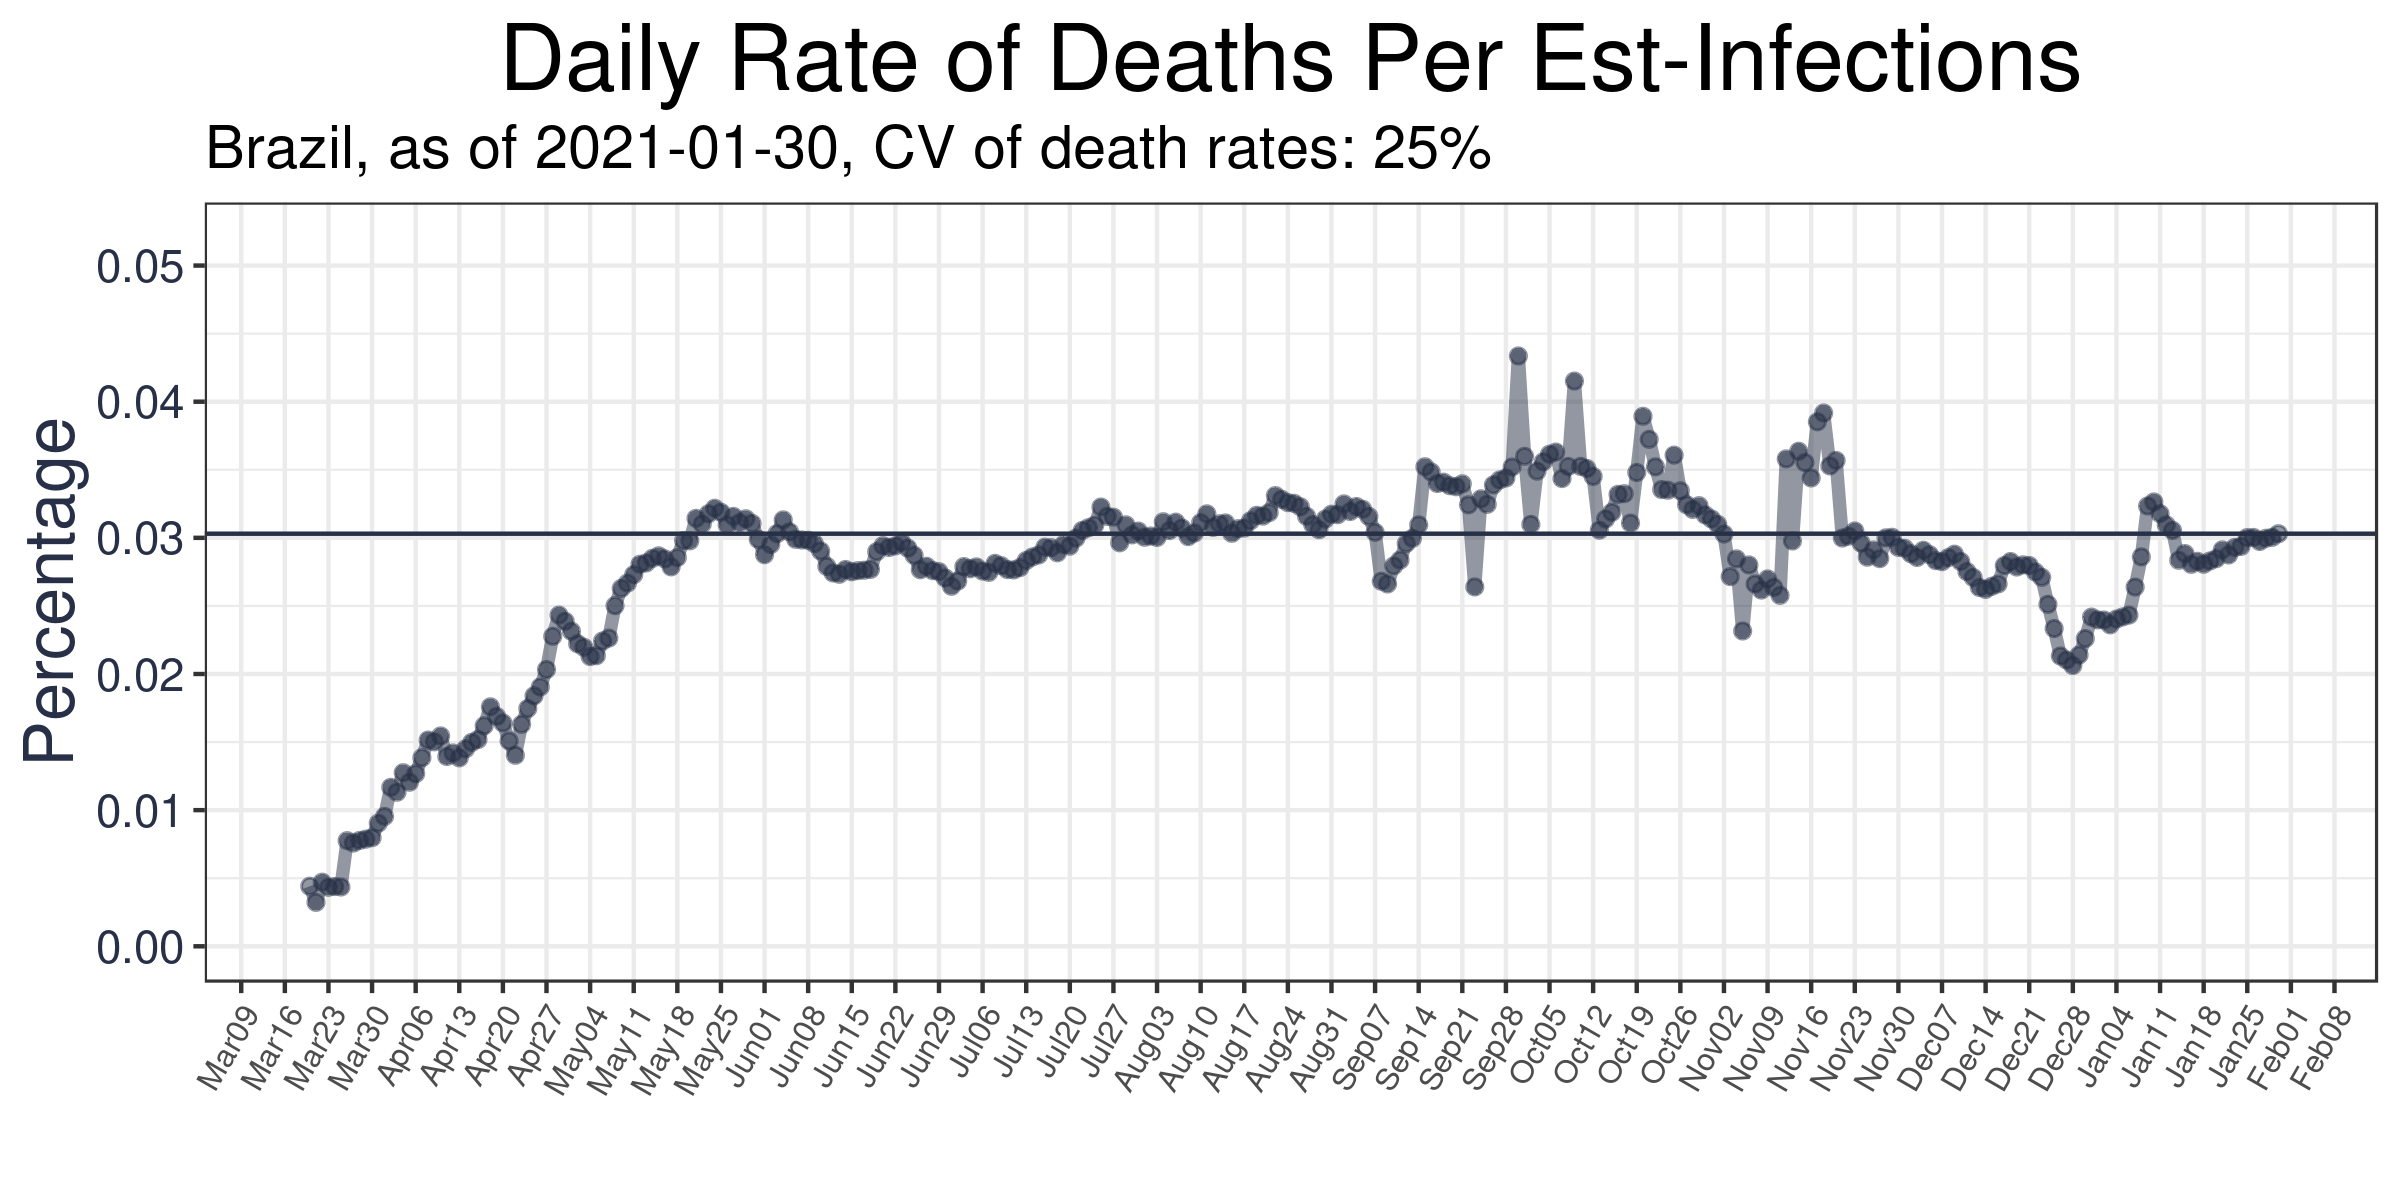 Daily Rate of Deaths Per Est-Infections
Brazil, as of 2021-01-30, CV of death rates: 25%
Percentage
0.05
0.04
0.03
0.02
0.01
0.00
Mar09
Mar16
Mar23
Mar30
Apr06
Apr13
Apr20
Apr27
May04
May11
May18
May25
Jun01
Jun08
Jun15
Jun22
Jun29
Jul06
Jul13
Jul20
Jul27
Aug03
Aug10
Aug17
Aug24
Aug31
Sep07
Sep14
Sep21
Sep28
Oct05
Oct12
Oct19
Oct26
Nov02
Nov09
Nov16
Nov23
Nov30
Dec07
Dec14
Dec21
Dec28
Jan04
Jan11
Jan18
Jan25
Feb01
Feb08